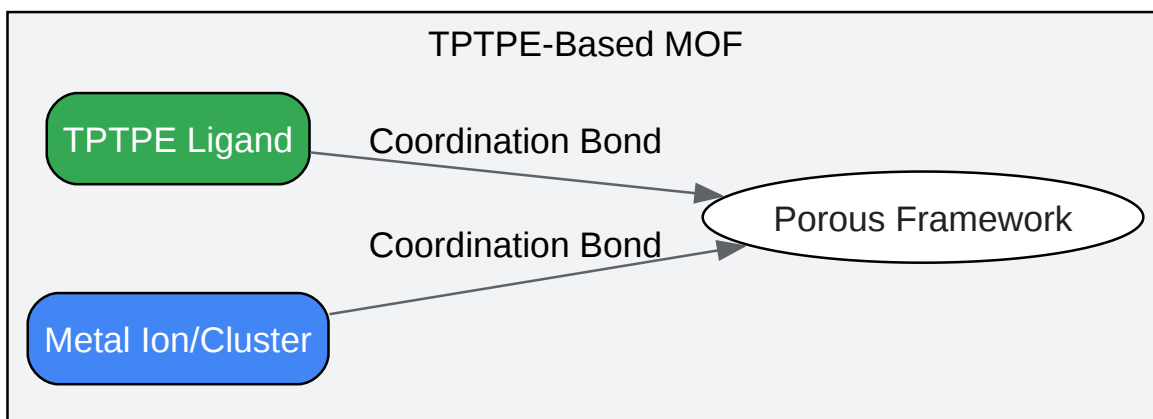 TPTPE-Based MOF
TPTPE Ligand
Coordination Bond
Porous Framework
Coordination Bond
Metal Ion/Cluster